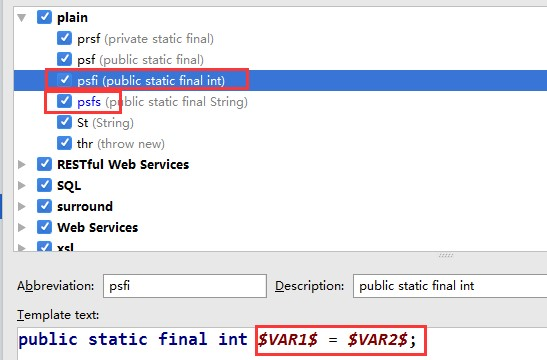 plain
prsf (private static final)
psf (public static final)
psfi (public static final int)
psfs (public static final String)
St (String)
thr (throw new)
RESTful Web Services
SQL
surround
Web Services
xsl
Abbreviation: psfi Description: public static final int
Template text:
public static final int $VAR1$ = $VAR2$;